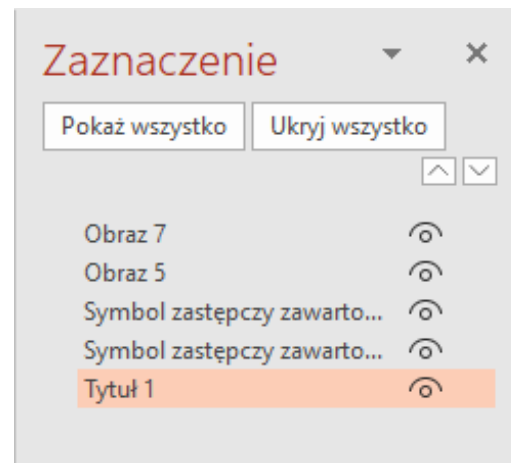 Zaznaczenie
Pokaż wszystko Ukryj wszystko
Obraz 7
Obraz 5
Symbol zastępczy zawarto...
Symbol zastępczy zawarto...
Tytuł 1